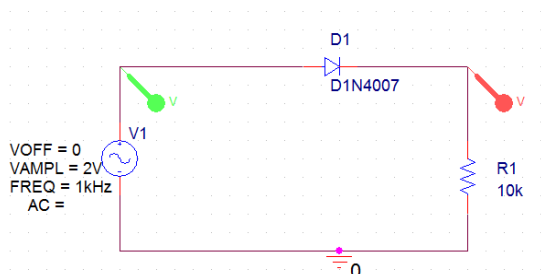 D1
D1N4007
V
V
V1
VOFF = 0
VAMPL = 2V
FREQ = 1kHz
AC =
R1
10k
0